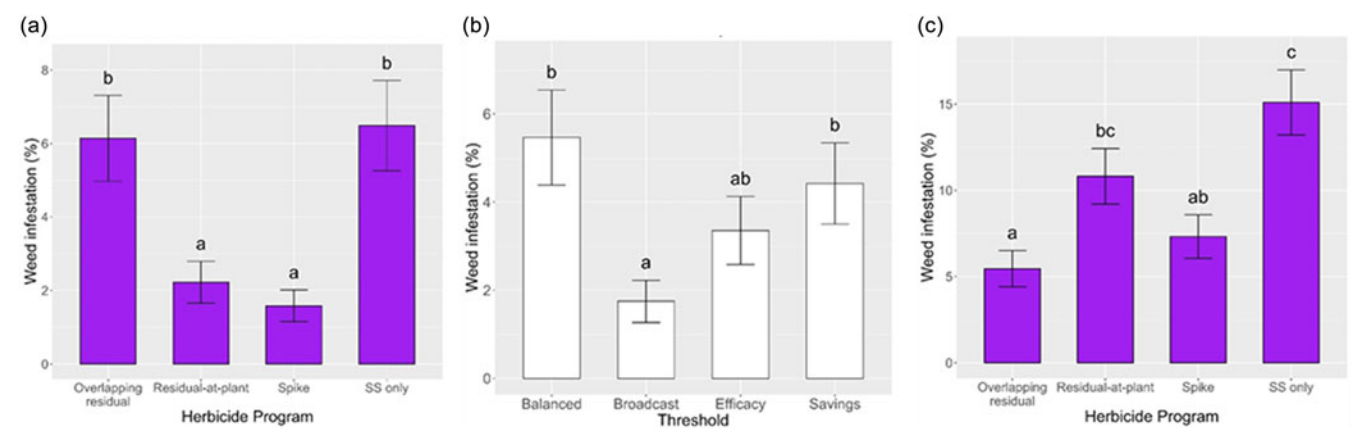 (a)
Weed infestation (%)
8
6
4
2
0
b
a
a
b
Overlapping
residual
Residual-at-plant
Spike
SS only
Herbicide Program
(b)
Weed infestation (%)
6
4
2
0
b
a
ab
b
Balanced
Broadcast
Efficacy
Savings
Threshold
(c)
Weed infestation (%)
15
10
5
0
a
bc
ab
c
Overlapping
residual
Residual-at-plant
Spike
SS only
Herbicide Program